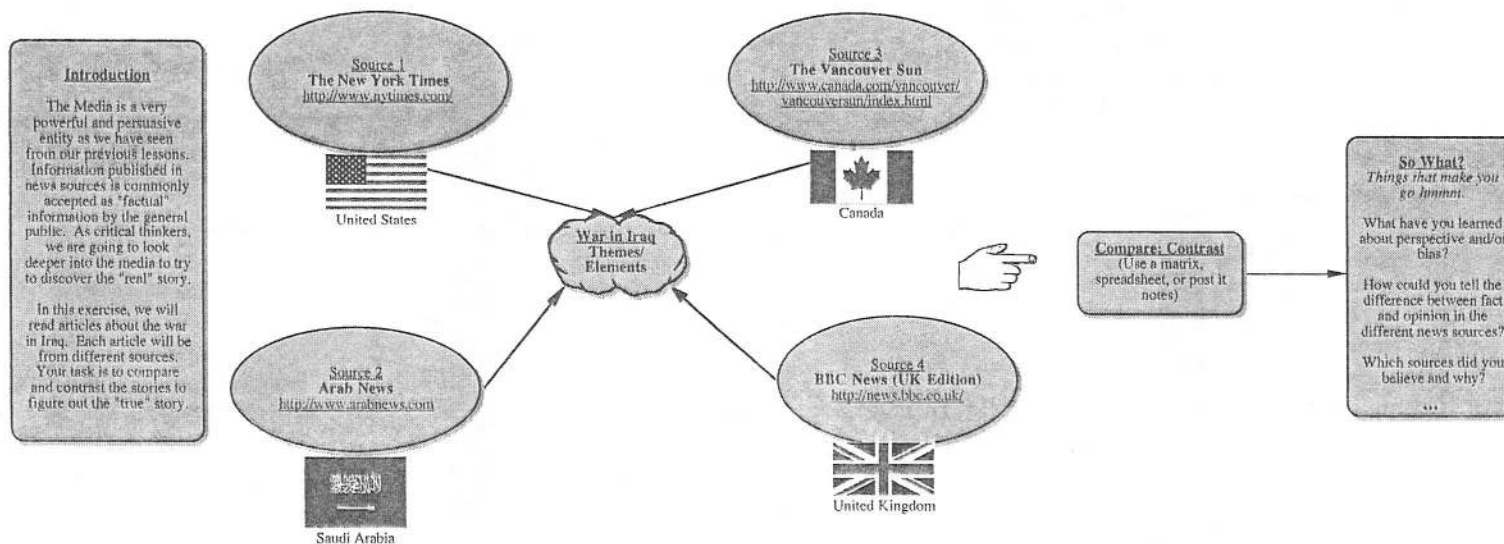 Introduction
The Media is a very
powerful and persuasive
entity as we have seen
from our previous lessons.
Information published in
news sources is commonly
accepted as "factual"
information by the general
public. As critical thinkers,
we are going to look
deeper into the media to try
to discover the "real" story.
In this exercise, we will
read articles about the war
in Iraq. Each article will be
from different sources.
Your task is to compare
and contrast the stories to
figure out the "true" story.
Source 1
The New York Times
http://www.nytimes.com/
United States
Source 3
The Vancouver Sun
http://www.canada.com/vancouver/
vancouversun/index.html
Canada
War in Iraq
Themes/
Elements
Source 2
Arab News
http://www.arabnews.com
Saudi Arabia
Source 4
BBC News (UK Edition)
http://news.bbc.co.uk/
United Kingdom
Compare: Contrast
(Use a matrix,
spreadsheet, or post it
notes)
So What?
Things that make you
go hmmm.
What have you learned
about perspective and/or
bias?
How could you tell the
difference between fact
and opinion in the
different news sources?
Which sources did you
believe and why?
...